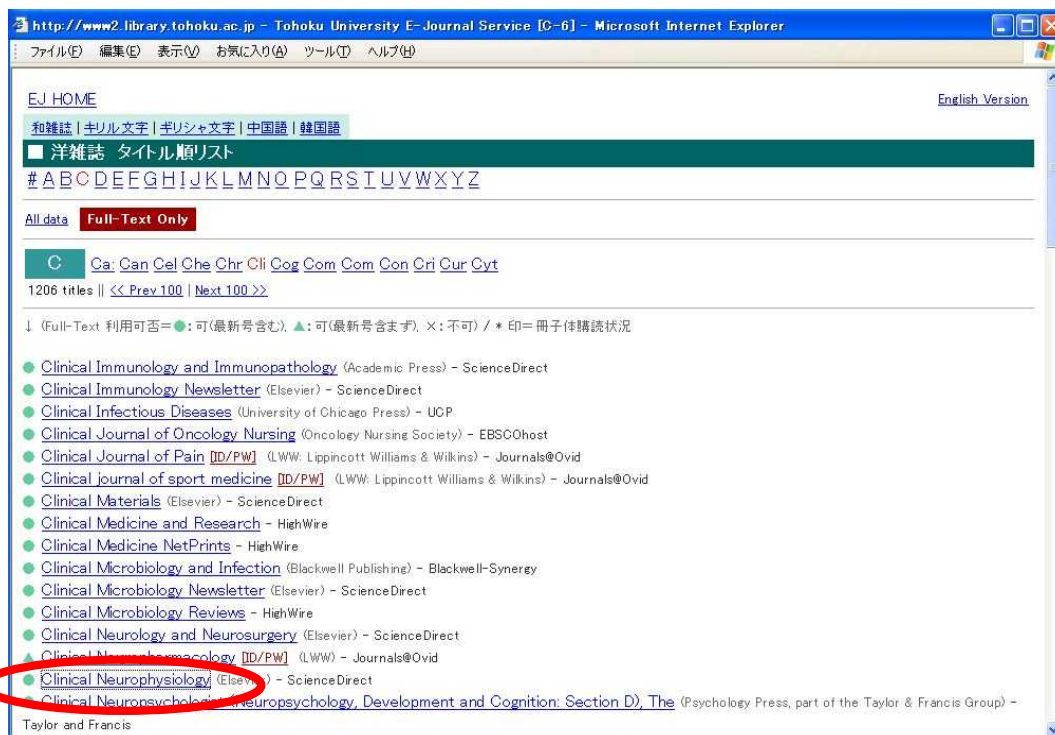 http://www2.library.tohoku.ac.jp - Tohoku University E-Journal Service [C-6] - Microsoft Internet Explorer
ファイル(F) 編集(E) 表示(V) お気に入り(A) ツール(T) ヘルプ(H)
EJ HOME English Version
和雑誌 | キリル文字 | ギリシャ文字 | 中国語 | 韓国語
■ 洋雑誌 タイトル順リスト
# A B C D E F G H I J K L M N O P Q R S T U V W X Y Z
All data Full-Text Only
C Ca: Can Cel Che Chr Cli Cog Com Com Con Cri Cur Cyt
1206 titles || << Prev 100 | Next 100 >>
↓ (Full-Text 利用可否=●:可(最新号含む), ▲:可(最新号含まず), ×:不可) / * 印=冊子体購読状況
● Clinical Immunology and Immunopathology (Academic Press) - ScienceDirect
● Clinical Immunology Newsletter (Elsevier) - ScienceDirect
● Clinical Infectious Diseases (University of Chicago Press) - UCP
● Clinical Journal of Oncology Nursing (Oncology Nursing Society) - EBSCOhost
● Clinical Journal of Pain [ID/PW] (LWW: Lippincott Williams & Wilkins) - Journals@Ovid
● Clinical journal of sport medicine [ID/PW] (LWW: Lippincott Williams & Wilkins) - Journals@Ovid
● Clinical Materials (Elsevier) - ScienceDirect
● Clinical Medicine and Research - HighWire
● Clinical Medicine NetPrints - HighWire
● Clinical Microbiology and Infection (Blackwell Publishing) - Blackwell-Synergy
● Clinical Microbiology Newsletter (Elsevier) - ScienceDirect
● Clinical Microbiology Reviews - HighWire
● Clinical Neurology and Neurosurgery (Elsevier) - ScienceDirect
▲ Clinical Neuropharmacology [ID/PW] (LWW) - Journals@Ovid
● Clinical Neurophysiology (Elsevier) - ScienceDirect
● Clinical Neuropsychologist (Neuropsychology, Development and Cognition: Section D), The (Psychology Press, part of the Taylor & Francis Group) -
Taylor and Francis